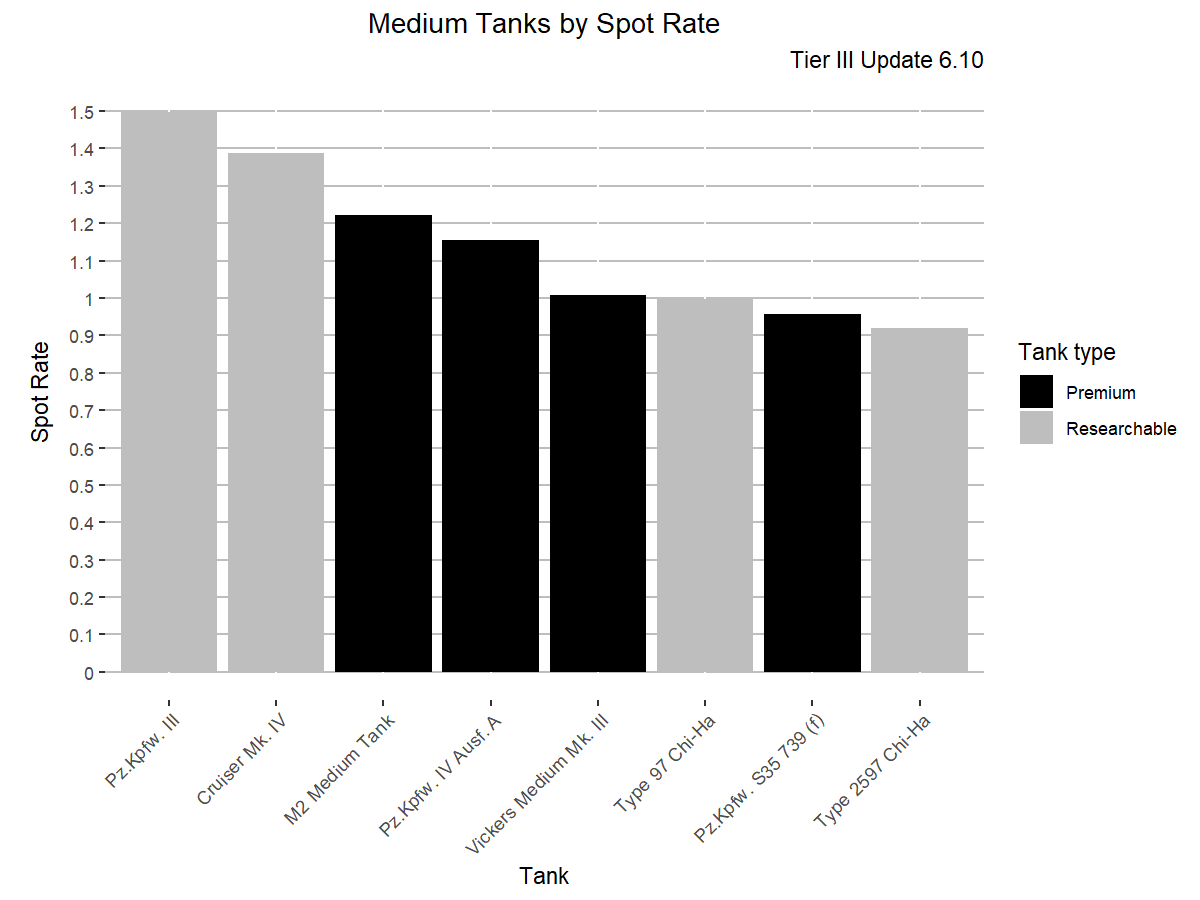 Medium Tanks by Spot Rate
Tier III Update 6.10
1.5
1.4
1.3
1.2
1.1
1
0.9
0.8
0.7
0.6
0.5
0.4
0.3
0.2
0.1
0
Spot Rate
Pz.Kpfw. III
Cruiser Mk. IV
M2 Medium Tank
Pz.Kpfw. IV Ausf. A
Vickers Medium Mk. III
Type 97 Chi-Ha
Pz.Kpfw. S35 739 (f)
Type 2597 Chi-Ha
Tank
Tank type
Premium
Researchable